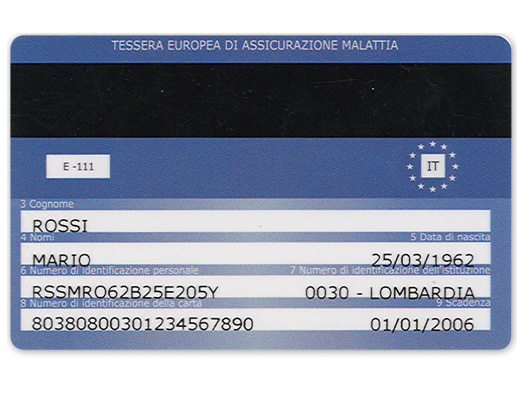 TESSERA EUROPEA DI ASSICURAZIONE MALATTIA
E -111
IT
3 Cognome
ROSSI
4 Nomi 5 Data di nascita
MARIO 25/03/1962
6 Numero di identificazione personale 7 Numero di identificazione dell'istituzione
RSSMRO62B25E205Y 0030 - LOMBARDIA
8 Numero di identificazione della carta 9 Scadenza
80380800301234567890 01/01/2006